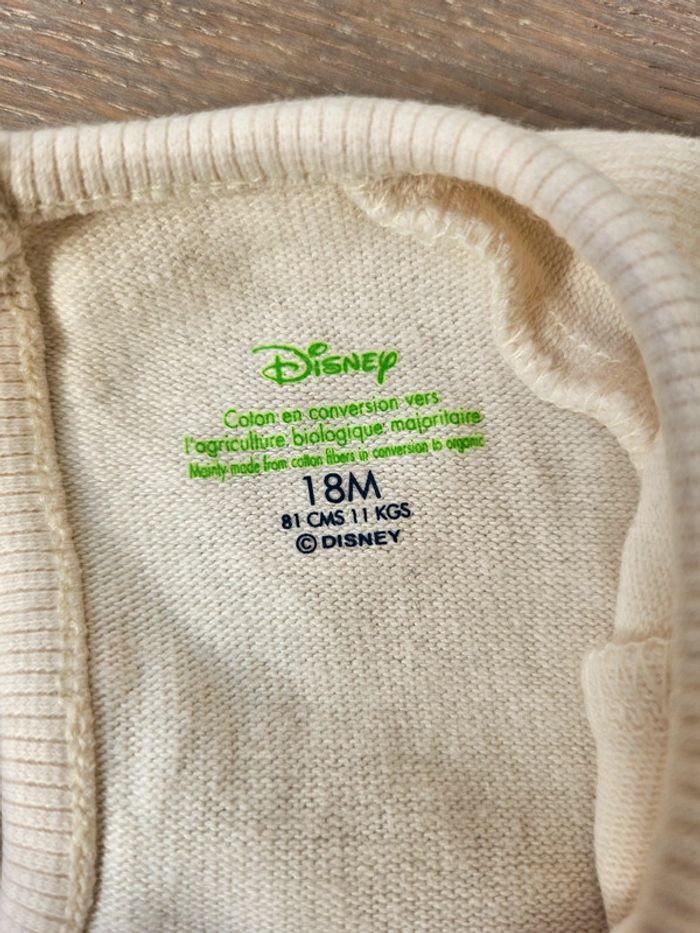 Disney
Coton en conversion vers
l'agriculture biologique majoritaire
Mainly made from cotton fibers in conversion to organic
18M
81 CMS 11 KGS
© DISNEY